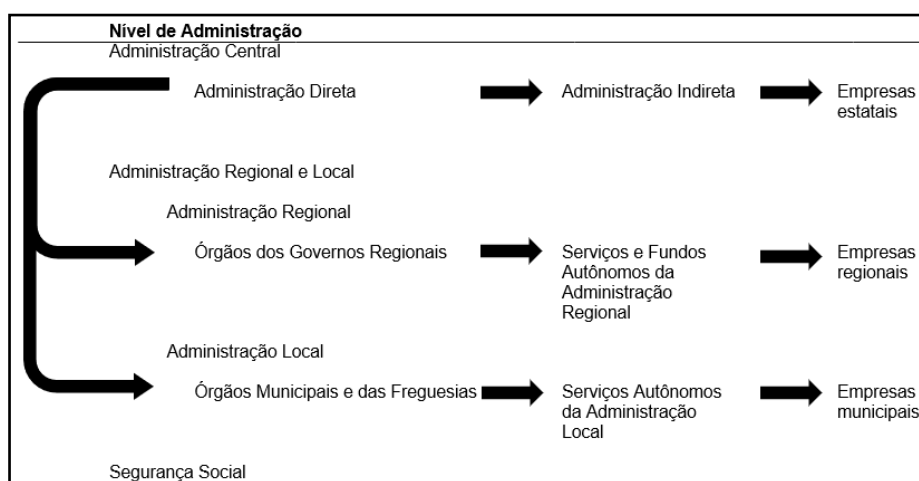 Nível de Administração
Administração Central
Administração Direta
Administração Indireta
Empresas
estatais
Administração Regional e Local
Administração Regional
Órgãos dos Governos Regionais
Serviços e Fundos
Autônomos da
Administração
Regional
Empresas
regionais
Administração Local
Órgãos Municipais e das Freguesias
Serviços Autônomos
da Administração
Local
Empresas
municipais
Segurança Social